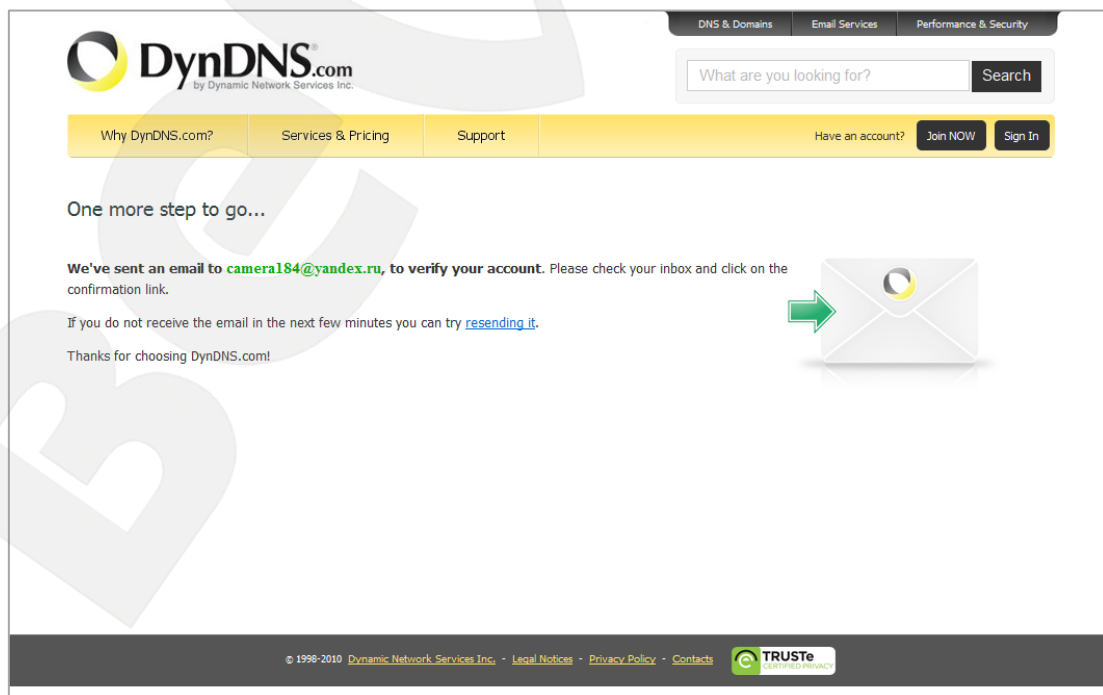 DNS & Domains Email Services Performance & Security
DynDNS.com
by Dynamic Network Services Inc.
What are you looking for? Search
Why DynDNS.com? Services & Pricing Support Have an account? Join NOW Sign In
One more step to go...
We've sent an email to camera184@yandex.ru, to verify your account. Please check your inbox and click on the
confirmation link.
If you do not receive the email in the next few minutes you can try resending it.
Thanks for choosing DynDNS.com!
© 1998-2010 Dynamic Network Services Inc. - Legal Notices - Privacy Policy - Contacts
TRUSTe
CERTIFIED PRIVACY